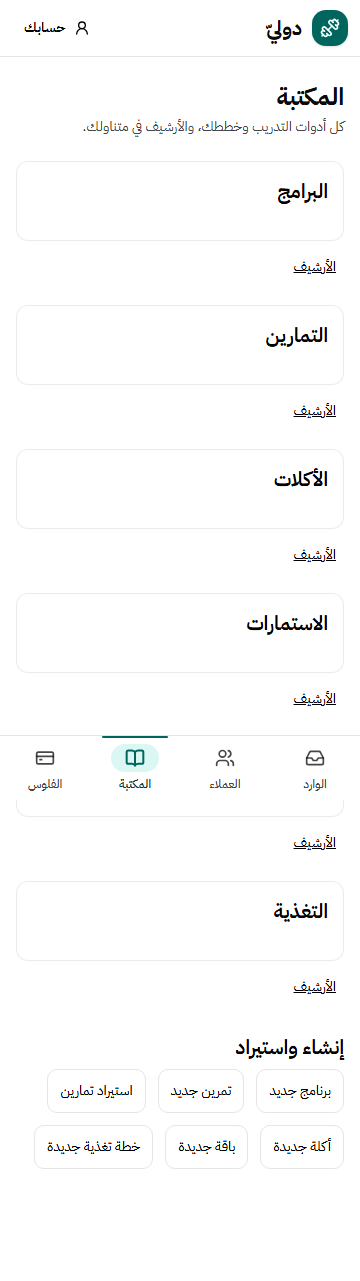 دوليّ
حسابك
المكتبة
كل أدوات التدريب وخططك، والأرشيف في متناولك.
البرامج
الأرشيف
التمارين
الأرشيف
الأكلات
الأرشيف
الاستمارات
الأرشيف
الوارد
العملاء
المكتبة
الفلوس
الأرشيف
التغذية
الأرشيف
إنشاء واستيراد
برنامج جديد
تمرين جديد
استيراد تمارين
أكلة جديدة
باقة جديدة
خطة تغذية جديدة